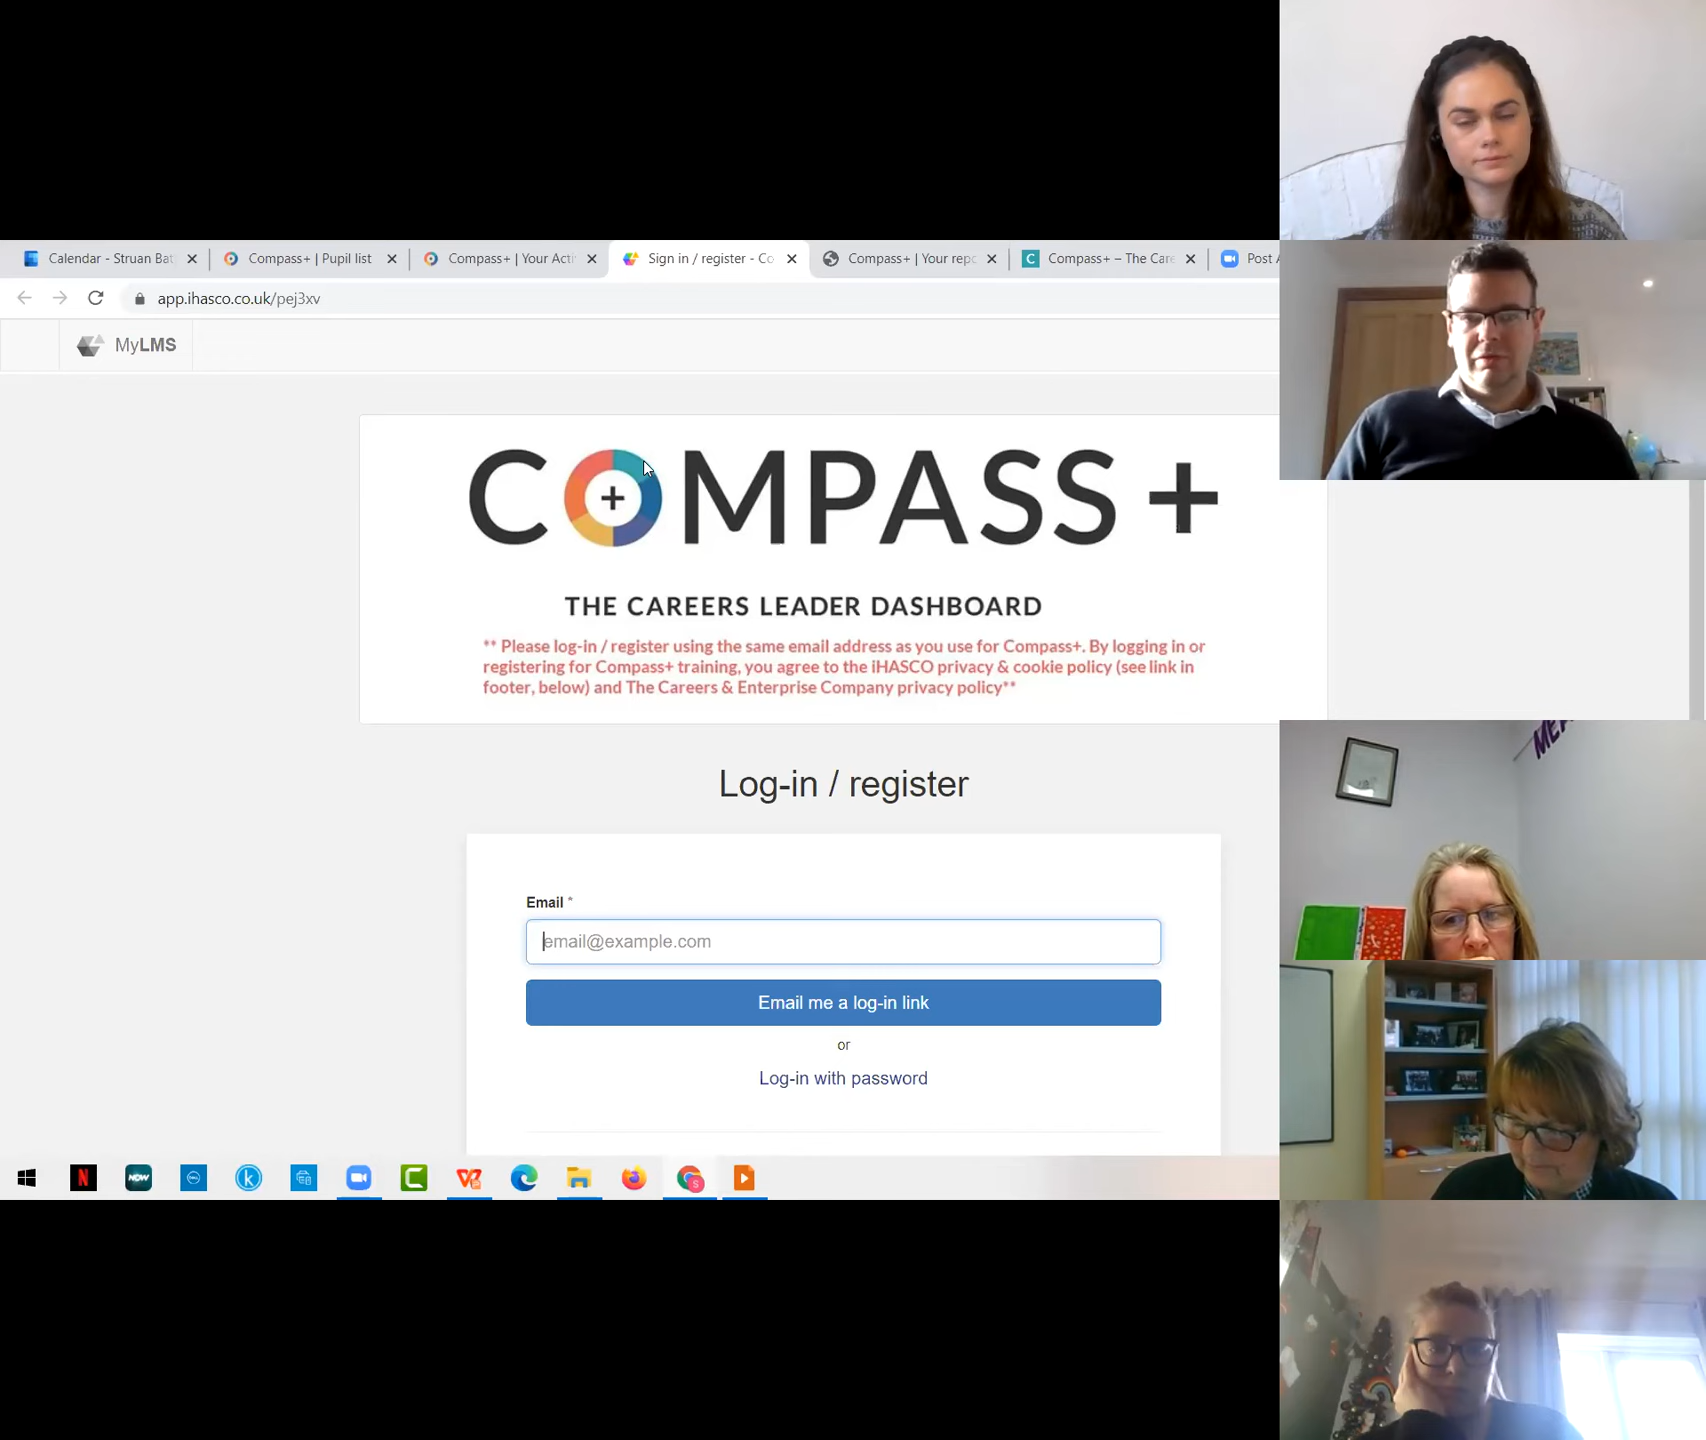 Calendar - Struan Bat
Compass+ | Pupil list
Compass+ | Your Acti
Sign in / register - Co
Compass+ | Your repo
C
Compass+ – The Care
Post A
app.ihasco.co.uk/pej3xv
MyLMS
COMPASS +
THE CAREERS LEADER DASHBOARD
** Please log-in / register using the same email address as you use for Compass+. By logging in or
registering for Compass+ training, you agree to the iHASCO privacy & cookie policy (see link in
footer, below) and The Careers & Enterprise Company privacy policy**
Log-in / register
Email *
email@example.com
Email me a log-in link
or
Log-in with password
N
NOW
k
C
S